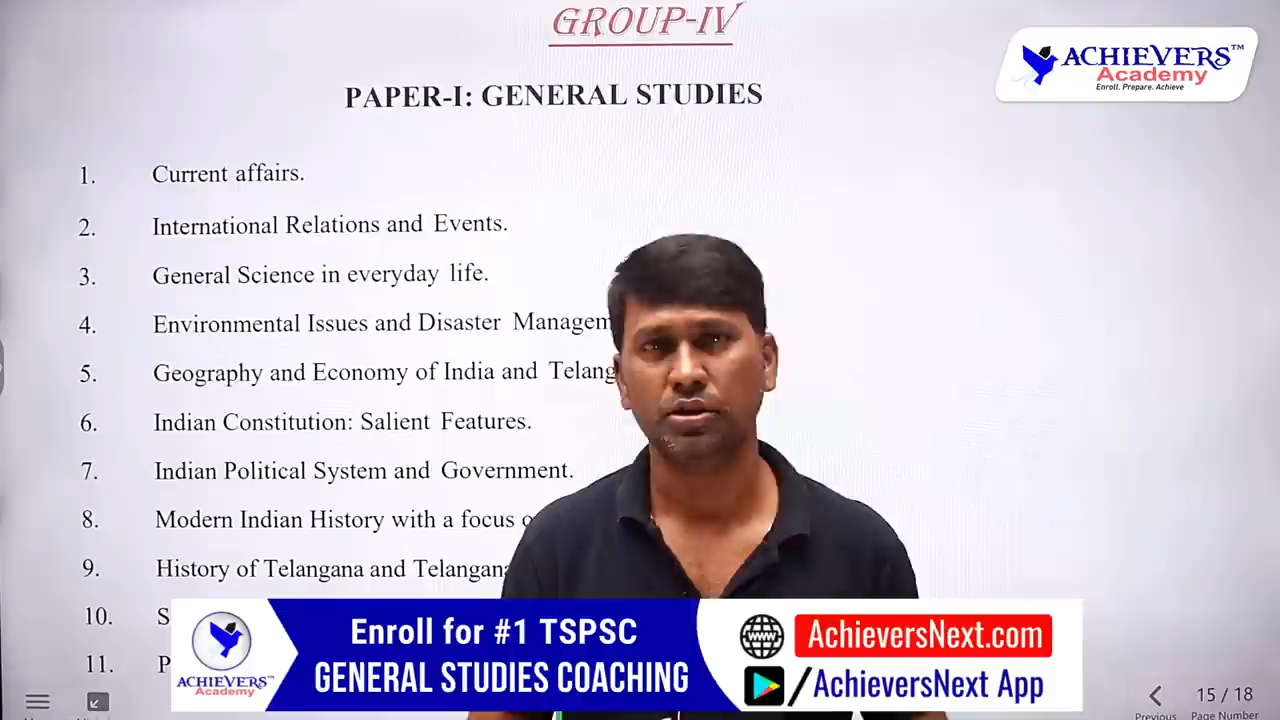 GROUP-IV
ACHIEVERS™
Academy
Enroll. Prepare. Achieve
PAPER-I: GENERAL STUDIES
1. Current affairs.
2. International Relations and Events.
3. General Science in everyday life.
4. Environmental Issues and Disaster Managem
5. Geography and Economy of India and Telang
6. Indian Constitution: Salient Features.
7. Indian Political System and Government.
8. Modern Indian History with a focus o
9. History of Telangana and Telangana
10. S
11. P
ACHIEVERS™
Academy
Enroll for #1 TSPSC
GENERAL STUDIES COACHING
www
AchieversNext.com
/AchieversNext App
15 / 18
Previous Page Number